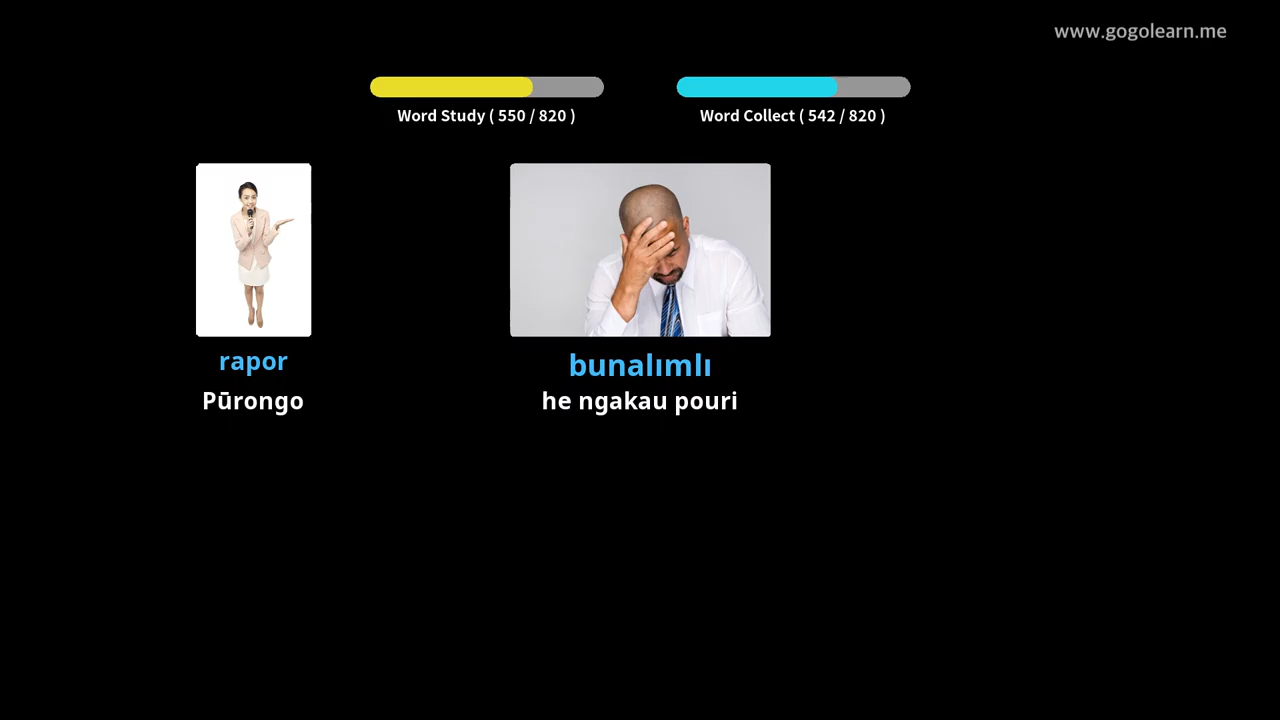 www.gogolearn.me
Word Study ( 550 / 820 )
Word Collect ( 542 / 820 )
rapor
Pūrongo
bunalımlı
he ngakau pouri